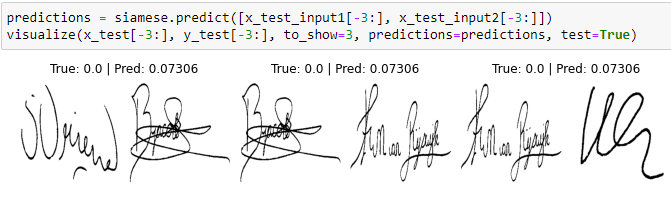 predictions = siamese.predict([x_test_input1[-3:], x_test_input2[-3:]])
visualize(x_test[-3:], y_test[-3:], to_show=3, predictions=predictions, test=True)
True: 0.0 | Pred: 0.07306 True: 0.0 | Pred: 0.07306 True: 0.0 | Pred: 0.07306